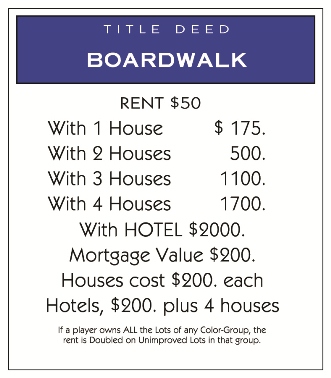 TITLE DEED
BOARDWALK
RENT $50
With 1 House $ 175.
With 2 Houses 500.
With 3 Houses 1100.
With 4 Houses 1700.
With HOTEL $2000.
Mortgage Value $200.
Houses cost $200. each
Hotels, $200. plus 4 houses
If a player owns ALL the Lots of any Color-Group, the
rent is Doubled on Unimproved Lots in that group.